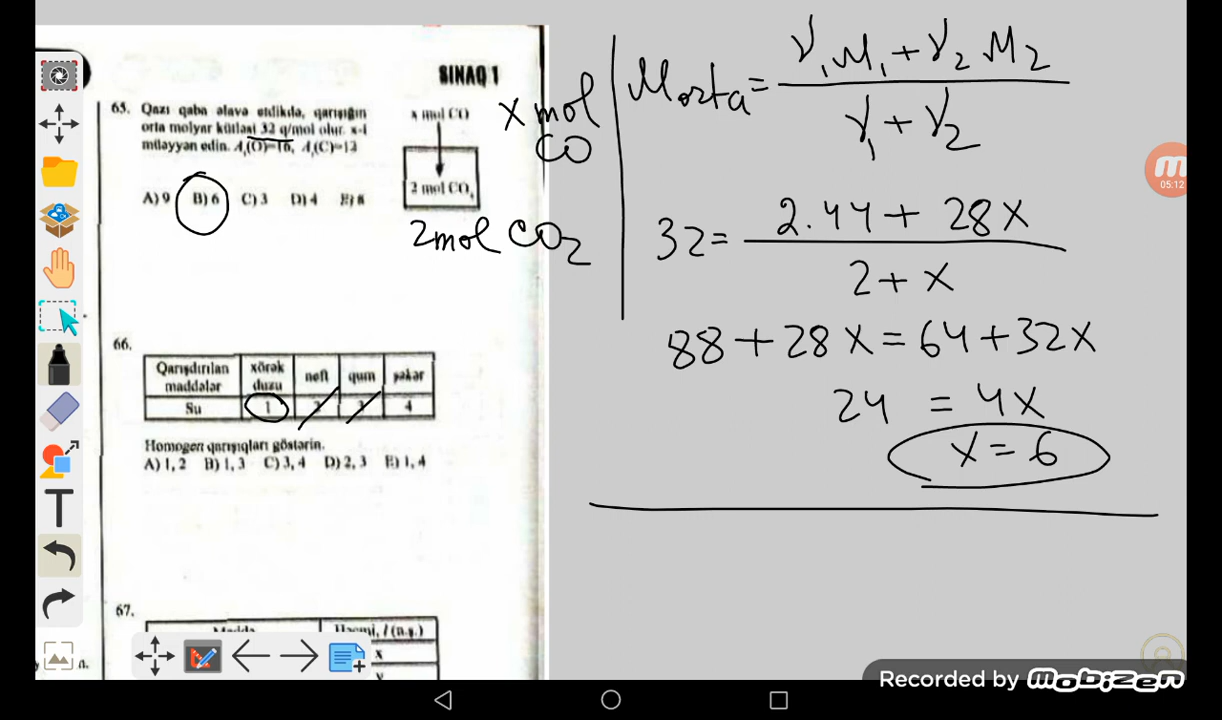 SINAQ 1
65. Qazı qaba əlavə etdikdə, qarışığın
orta molyar kütləsi 32 q/mol olur. x-i
müəyyən edin. Aᵣ(O)=16, Aᵣ(C)=12
A) 9 B) 6 C) 3 D) 4 E) 8
x mol CO
2 mol CO₂
x mol
CO
2mol CO₂
Morta = ν₁M₁ + ν₂M₂
ν₁ + ν₂
32 = 2.44 + 28x
2 + x
88 + 28x = 64 + 32x
24 = 4x
x = 6
66.
Qarışdırılan maddələr xörək duzu neft qum şəkər
Su 1 2 3 4
Homogen qarışıqları göstərin.
A) 1, 2 B) 1, 3 C) 3, 4 D) 2, 3 E) 1, 4
67.
Maddə Həcmi, l (n.ş.)
x
y
T
n.
M
05:12
Recorded by mobizen